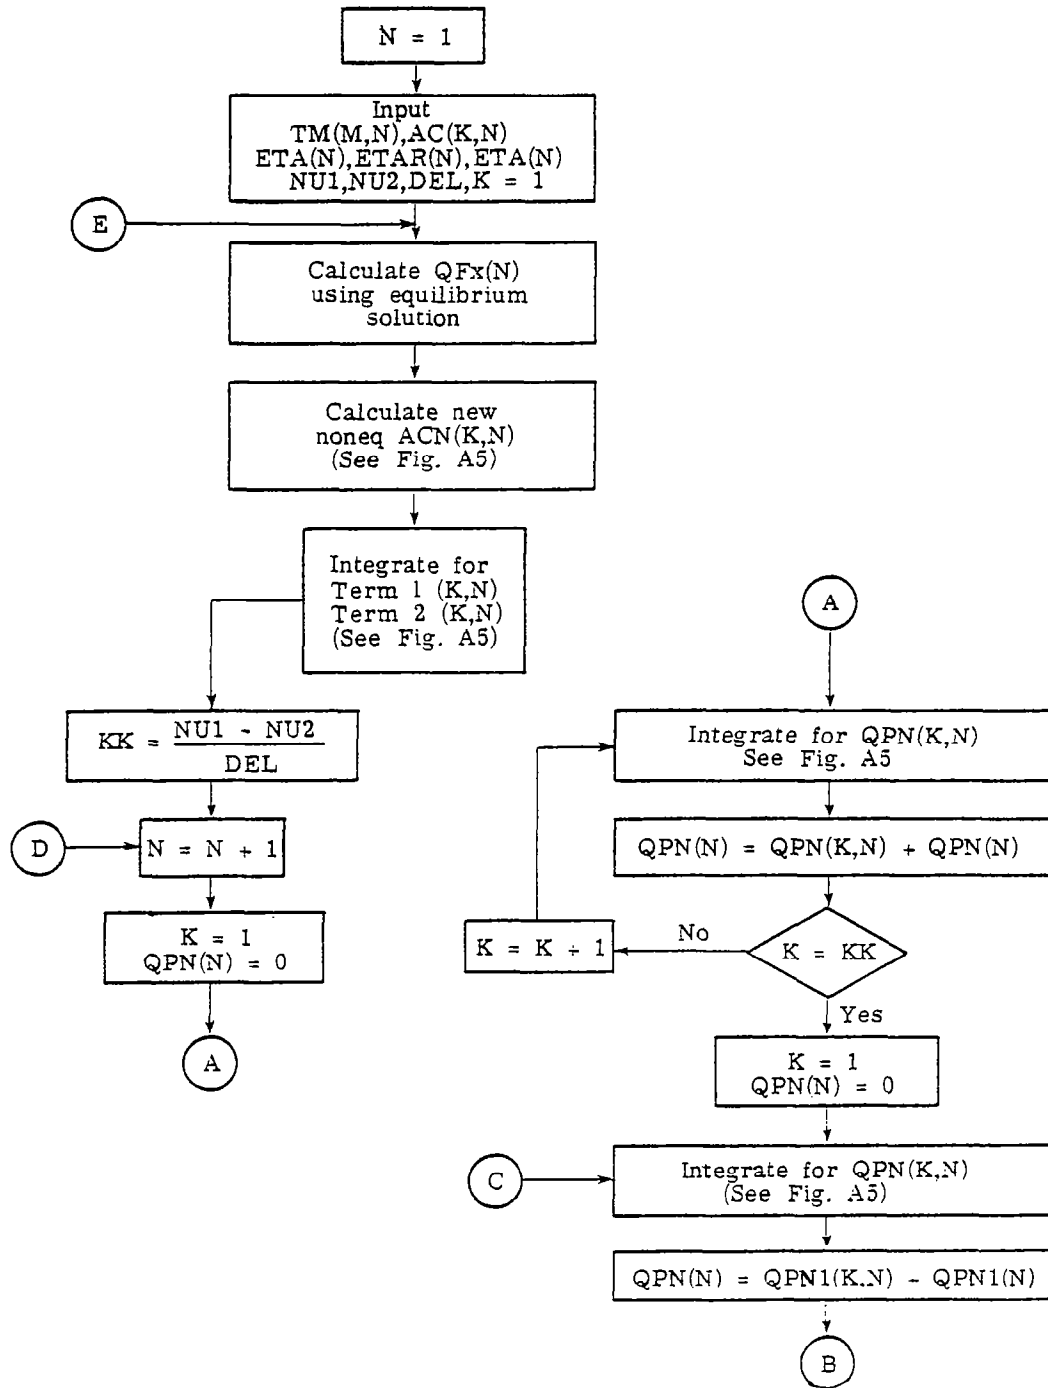 N = 1
Input
TM(M,N),AC(K,N)
ETA(N),ETAR(N),ETA(N)
NU1,NU2,DEL,K = 1
E
Calculate QFx(N)
using equilibrium
solution
Calculate new
noneq ACN(K,N)
(See Fig. A5)
Integrate for
Term 1 (K,N)
Term 2 (K,N)
(See Fig. A5)
KK = NU1 - NU2
DEL
D
N = N + 1
K = 1
QPN(N) = 0
A
A
Integrate for QPN(K,N)
See Fig. A5
QPN(N) = QPN(K,N) + QPN(N)
K = KK
No
K = K + 1
Yes
K = 1
QPN(N) = 0
C
Integrate for QPN(K,N)
(See Fig. A5)
QPN(N) = QPN1(K.N) - QPN1(N)
B